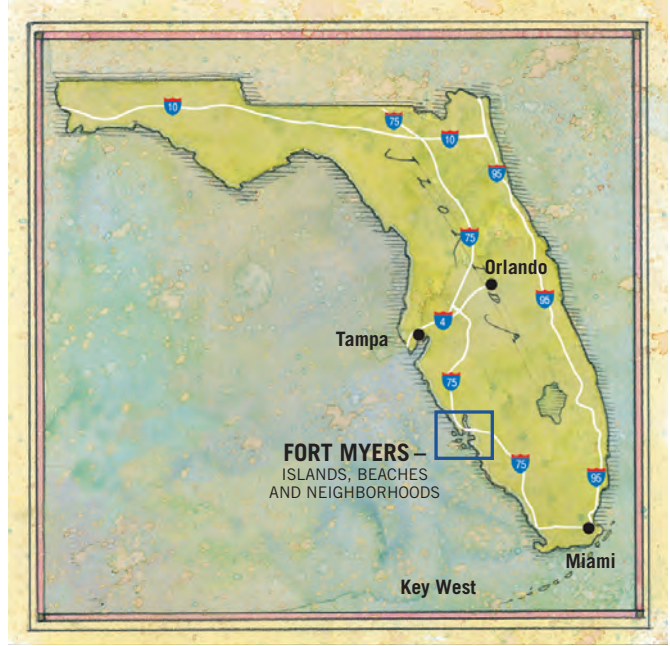 10
75
10
95
Florida
75
Orlando
95
4
Tampa
75
FORT MYERS –
ISLANDS, BEACHES
AND NEIGHBORHOODS
75
95
Miami
Key West